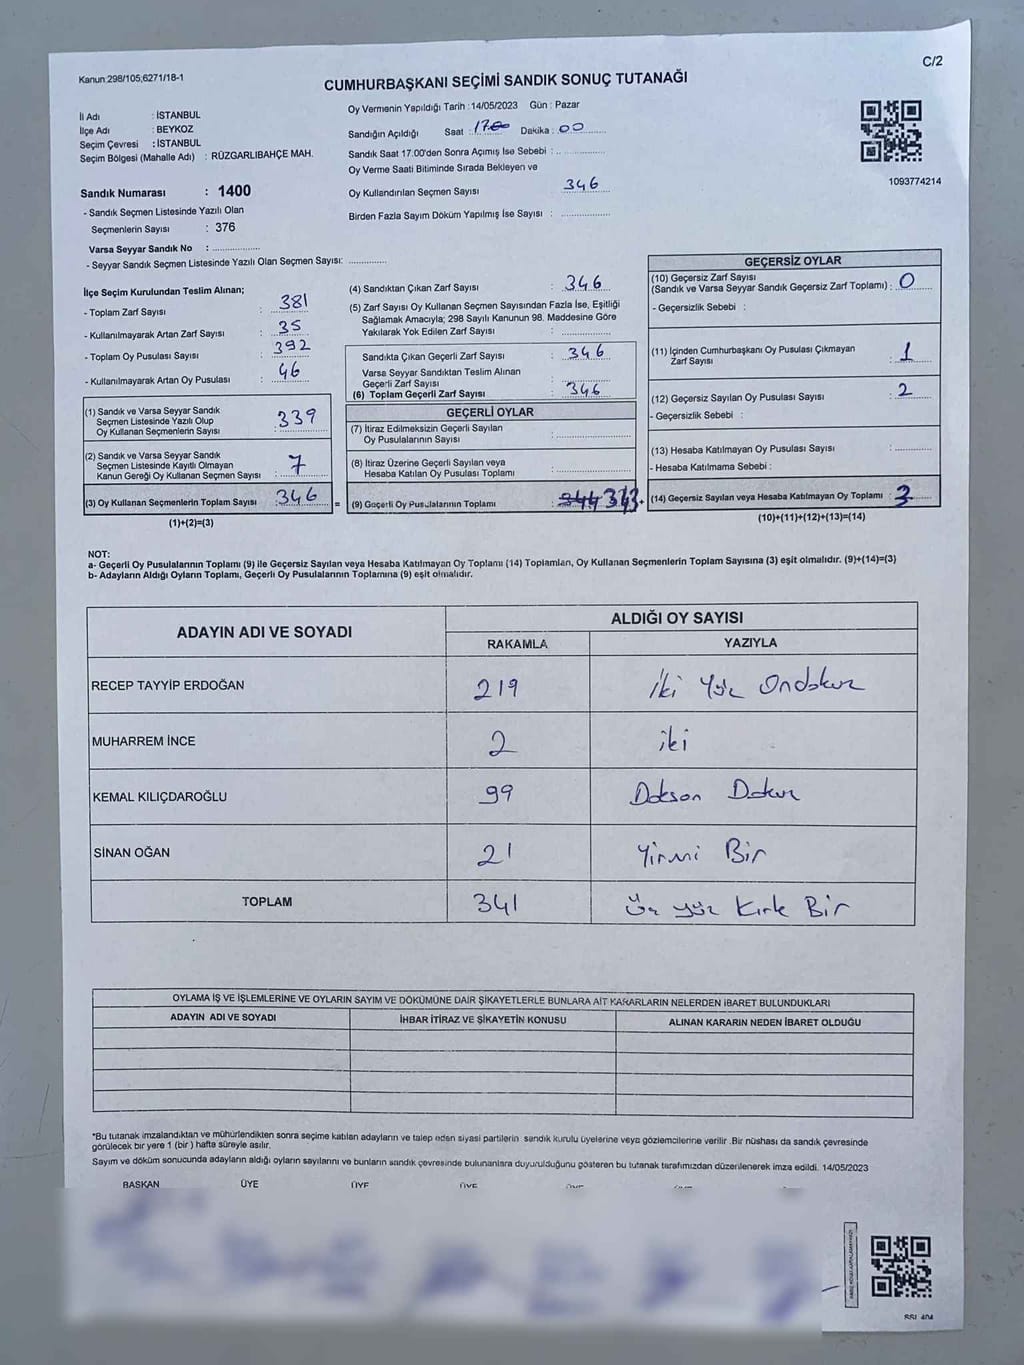 Kanun:298/105;6271/18-1
C/2
CUMHURBAŞKANI SEÇİMİ SANDIK SONUÇ TUTANAĞI
İl Adı : İSTANBUL
İlçe Adı : BEYKOZ
Seçim Çevresi : İSTANBUL
Seçim Bölgesi (Mahalle Adı) : RÜZGARLIBAHÇE MAH.
Sandık Numarası : 1400
- Sandık Seçmen Listesinde Yazılı Olan
Seçmenlerin Sayısı : 376
Varsa Seyyar Sandık No : ..................
- Seyyar Sandık Seçmen Listesinde Yazılı Olan Seçmen Sayısı: ..............
Oy Vermenin Yapıldığı Tarih :14/05/2023 Gün : Pazar
Sandığın Açıldığı Saat : 17.00 Dakika : 00
Sandık Saat 17.00'den Sonra Açımış İse Sebebi : ..................
Oy Verme Saati Bitiminde Sırada Bekleyen ve
Oy Kullandırılan Seçmen Sayısı 346
Birden Fazla Sayım Döküm Yapılmış İse Sayısı : ..................
1093774214
İlçe Seçim Kurulundan Teslim Alınan;
- Toplam Zarf Sayısı : 381
- Kullanılmayarak Artan Zarf Sayısı : 35
- Toplam Oy Pusulası Sayısı : 392
- Kullanılmayarak Artan Oy Pusulası : 46
(1) Sandık ve Varsa Seyyar Sandık
Seçmen Listesinde Yazılı Olup
Oy Kullanan Seçmenlerin Sayısı : 339
(2) Sandık ve Varsa Seyyar Sandık
Seçmen Listesinde Kayıtlı Olmayan
Kanun Gereği Oy Kullanan Seçmen Sayısı : 7
(3) Oy Kullanan Seçmenlerin Toplam Sayısı : 346 =
(1)+(2)=(3)
(4) Sandıktan Çıkan Zarf Sayısı : 346
(5) Zarf Sayısı Oy Kullanan Seçmen Sayısından Fazla İse, Eşitliği
Sağlamak Amacıyla; 298 Sayılı Kanunun 98. Maddesine Göre
Yakılarak Yok Edilen Zarf Sayısı : ..................
Sandıkta Çıkan Geçerli Zarf Sayısı : 346
Varsa Seyyar Sandıktan Teslim Alınan
Geçerli Zarf Sayısı :
(6) Toplam Geçerli Zarf Sayısı : 346
GEÇERLİ OYLAR
(7) İtiraz Edilmeksizin Geçerli Sayılan
Oy Pusulalarının Sayısı : ..................
(8) İtiraz Üzerine Geçerli Sayılan veya
Hesaba Katılan Oy Pusulası Toplamı : ..................
(9) Geçerli Oy Pusulalarının Toplamı : 344 343.
GEÇERSİZ OYLAR
(10) Geçersiz Zarf Sayısı
(Sandık ve Varsa Seyyar Sandık Geçersiz Zarf Toplamı) : 0
- Geçersizlik Sebebi :
(11) İçinden Cumhurbaşkanı Oy Pusulası Çıkmayan
Zarf Sayısı : 1
(12) Geçersiz Sayılan Oy Pusulası Sayısı : 2
- Geçersizlik Sebebi :
(13) Hesaba Katılmayan Oy Pusulası Sayısı : ..............
- Hesaba Katılmama Sebebi :
(14) Geçersiz Sayılan veya Hesaba Katılmayan Oy Toplamı : 3
(10)+(11)+(12)+(13)=(14)
NOT:
a- Geçerli Oy Pusulalarının Toplamı (9) ile Geçersiz Sayılan veya Hesaba Katılmayan Oy Toplamı (14) Toplamları, Oy Kullanan Seçmenlerin Toplam Sayısına (3) eşit olmalıdır. (9)+(14)=(3)
b- Adayların Aldığı Oyların Toplamı, Geçerli Oy Pusulalarının Toplamına (9) eşit olmalıdır.
ADAYIN ADI VE SOYADI ALDIĞI OY SAYISI
RAKAMLA YAZIYLA
RECEP TAYYİP ERDOĞAN 219 iki Yüz Ondokuz
MUHARREM İNCE 2 iki
KEMAL KILIÇDAROĞLU 99 Doksan Dokuz
SİNAN OĞAN 21 Yirmi Bir
TOPLAM 341 Üç yüz Kırk Bir
OYLAMA İŞ VE İŞLEMLERİNE VE OYLARIN SAYIM VE DÖKÜMÜNE DAİR ŞİKAYETLERLE BUNLARA AİT KARARLARIN NELERDEN İBARET BULUNDUKLARI
ADAYIN ADI VE SOYADI İHBAR İTİRAZ VE ŞİKAYETİN KONUSU ALINAN KARARIN NEDEN İBARET OLDUĞU
*Bu tutanak imzalandıktan ve mühürlendikten sonra seçime katılan adayların ve talep eden siyasi partilerin sandık kurulu üyelerine veya gözlemcilerine verilir .Bir nüshası da sandık çevresinde
görülecek bir yere 1 (bir ) hafta süreyle asılır.
Sayım ve döküm sonucunda adayların aldığı oyların sayılarını ve bunların sandık çevresinde bulunanlara duyurulduğunu gösteren bu tutanak tarafımızdan düzenlenerek imza edildi. 14/05/2023
BAŞKAN ÜYE ÜYE ÜYE